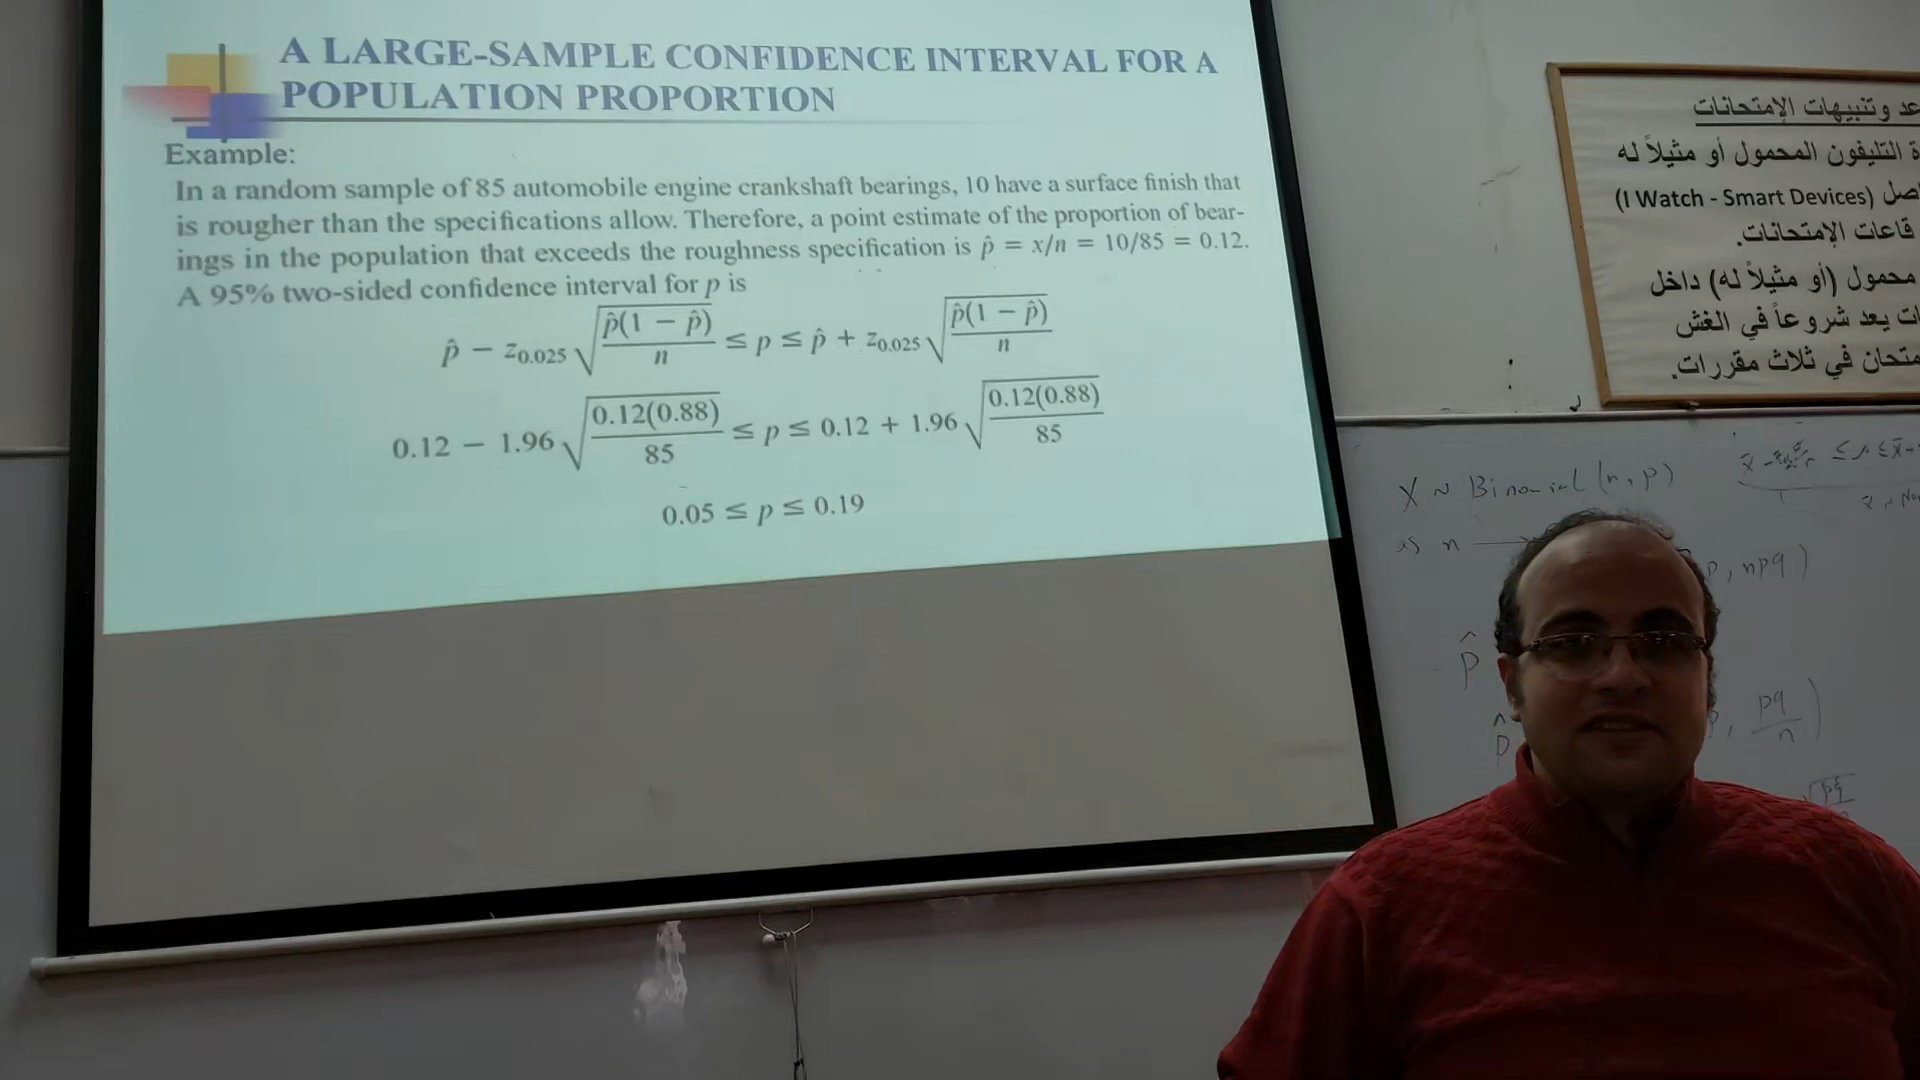 A LARGE-SAMPLE CONFIDENCE INTERVAL FOR A
POPULATION PROPORTION
Example:
In a random sample of 85 automobile engine crankshaft bearings, 10 have a surface finish that
is rougher than the specifications allow. Therefore, a point estimate of the proportion of bear-
ings in the population that exceeds the roughness specification is p̂ = x/n = 10/85 = 0.12.
A 95% two-sided confidence interval for p is
p̂ − z0.025 √(p̂(1 − p̂)/n) ≤ p ≤ p̂ + z0.025 √(p̂(1 − p̂)/n)
0.12 − 1.96 √(0.12(0.88)/85) ≤ p ≤ 0.12 + 1.96 √(0.12(0.88)/85)
0.05 ≤ p ≤ 0.19
وتنبيهات الإمتحانات
التليفون المحمول أو مثيلاً له
(I Watch - Smart Devices)
قاعات الإمتحانات.
محمول (أو مثيلاً له) داخل
يعد شروعاً في الغش
في ثلاث مقررات.
X ~ Binomial (n, p)
as n →
p, npq)
p̂
p̂
p, pq/n)
√pq